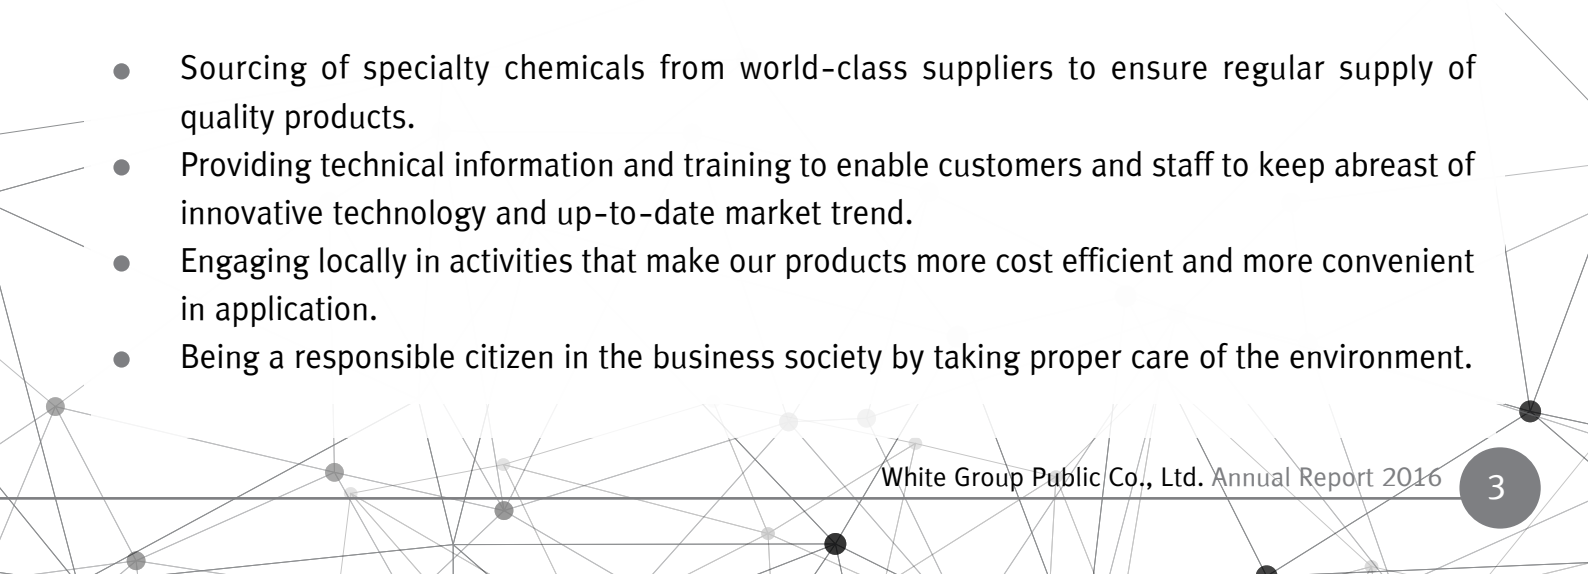 ● Sourcing of specialty chemicals from world-class suppliers to ensure regular supply of
quality products.
● Providing technical information and training to enable customers and staff to keep abreast of
innovative technology and up-to-date market trend.
● Engaging locally in activities that make our products more cost efficient and more convenient
in application.
● Being a responsible citizen in the business society by taking proper care of the environment.
White Group Public Co., Ltd. Annual Report 2016 3